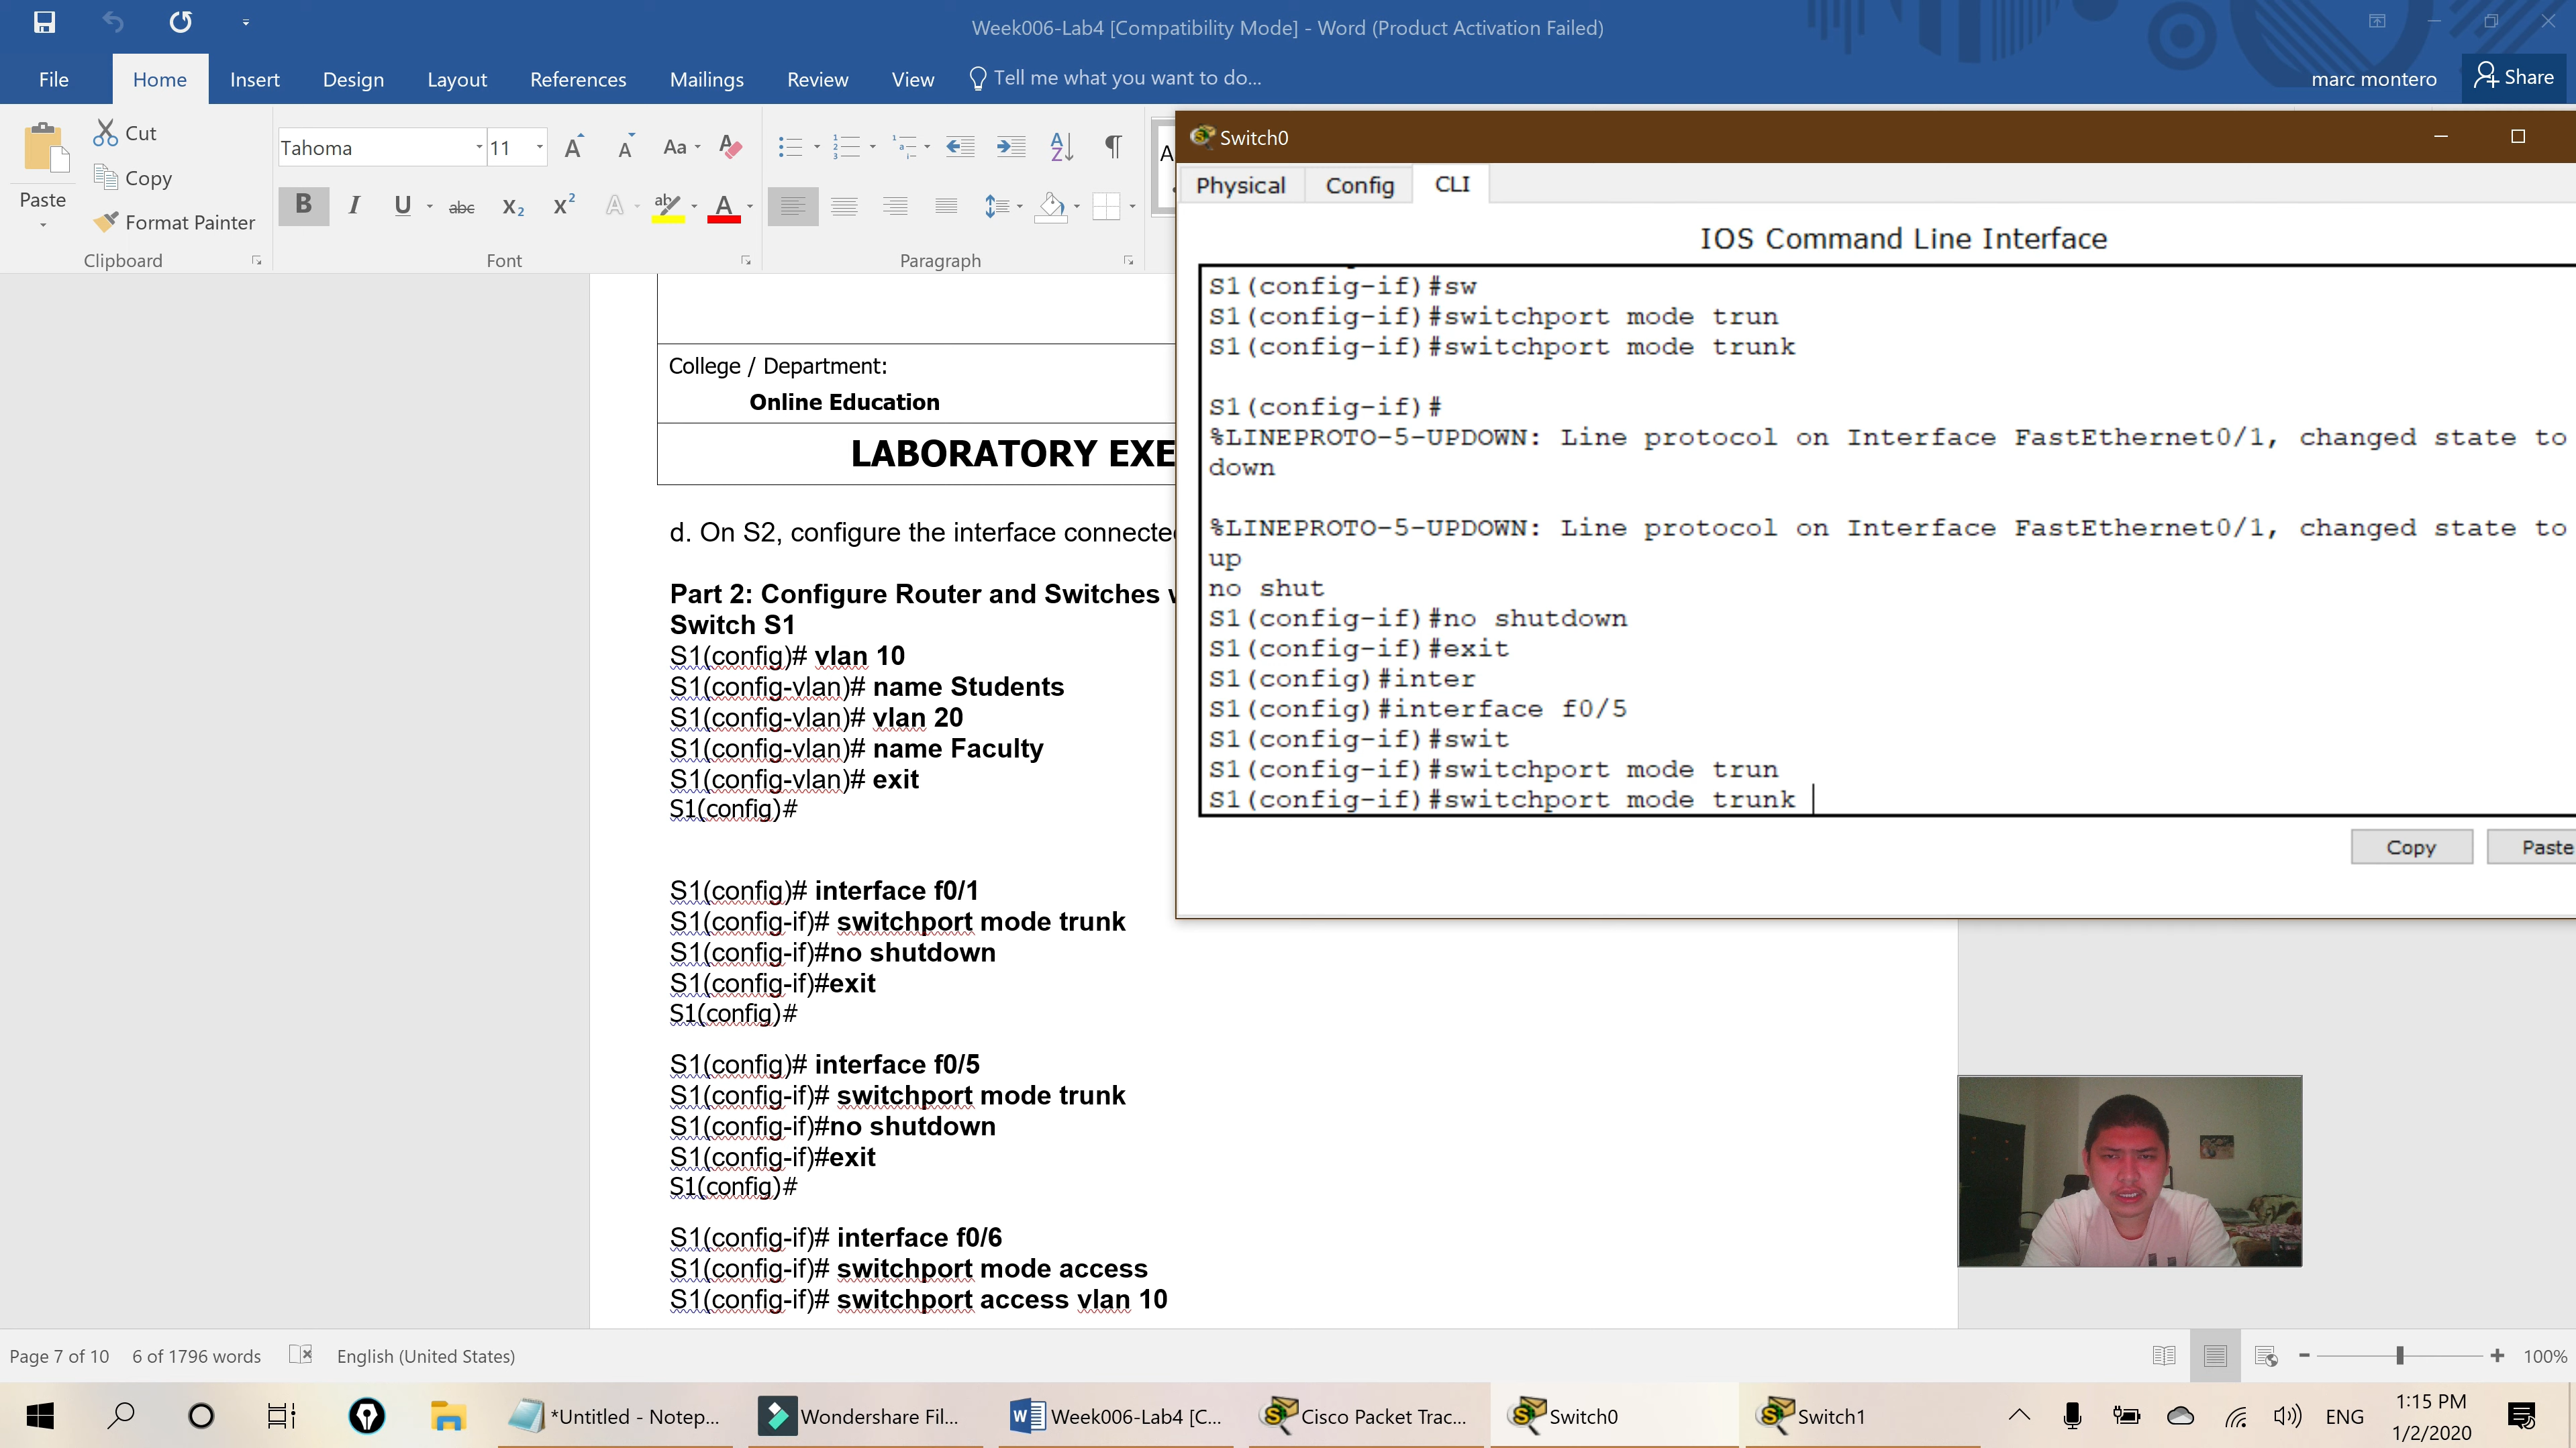 Week006-Lab4 [Compatibility Mode] - Word (Product Activation Failed)
File Home Insert Design Layout References Mailings Review View Tell me what you want to do... marc montero Share
Paste
Cut
Copy
Format Painter
Clipboard
Tahoma 11
Font
Paragraph
College / Department:
Online Education
LABORATORY EXE
d. On S2, configure the interface connecte
Part 2: Configure Router and Switches
Switch S1
S1(config)# vlan 10
S1(config-vlan)# name Students
S1(config-vlan)# vlan 20
S1(config-vlan)# name Faculty
S1(config-vlan)# exit
S1(config)#
S1(config)# interface f0/1
S1(config-if)# switchport mode trunk
S1(config-if)#no shutdown
S1(config-if)#exit
S1(config)#
S1(config)# interface f0/5
S1(config-if)# switchport mode trunk
S1(config-if)#no shutdown
S1(config-if)#exit
S1(config)#
S1(config-if)# interface f0/6
S1(config-if)# switchport mode access
S1(config-if)# switchport access vlan 10
Switch0
Physical Config CLI
IOS Command Line Interface
S1(config-if)#sw
S1(config-if)#switchport mode trun
S1(config-if)#switchport mode trunk
S1(config-if)#
%LINEPROTO-5-UPDOWN: Line protocol on Interface FastEthernet0/1, changed state to
down
%LINEPROTO-5-UPDOWN: Line protocol on Interface FastEthernet0/1, changed state to
up
no shut
S1(config-if)#no shutdown
S1(config-if)#exit
S1(config)#inter
S1(config)#interface f0/5
S1(config-if)#swit
S1(config-if)#switchport mode trun
S1(config-if)#switchport mode trunk
Copy Paste
Page 7 of 10 6 of 1796 words English (United States) 100%
*Untitled - Notep... Wondershare Fil... Week006-Lab4 [C... Cisco Packet Trac... Switch0 Switch1 ENG
1:15 PM
1/2/2020